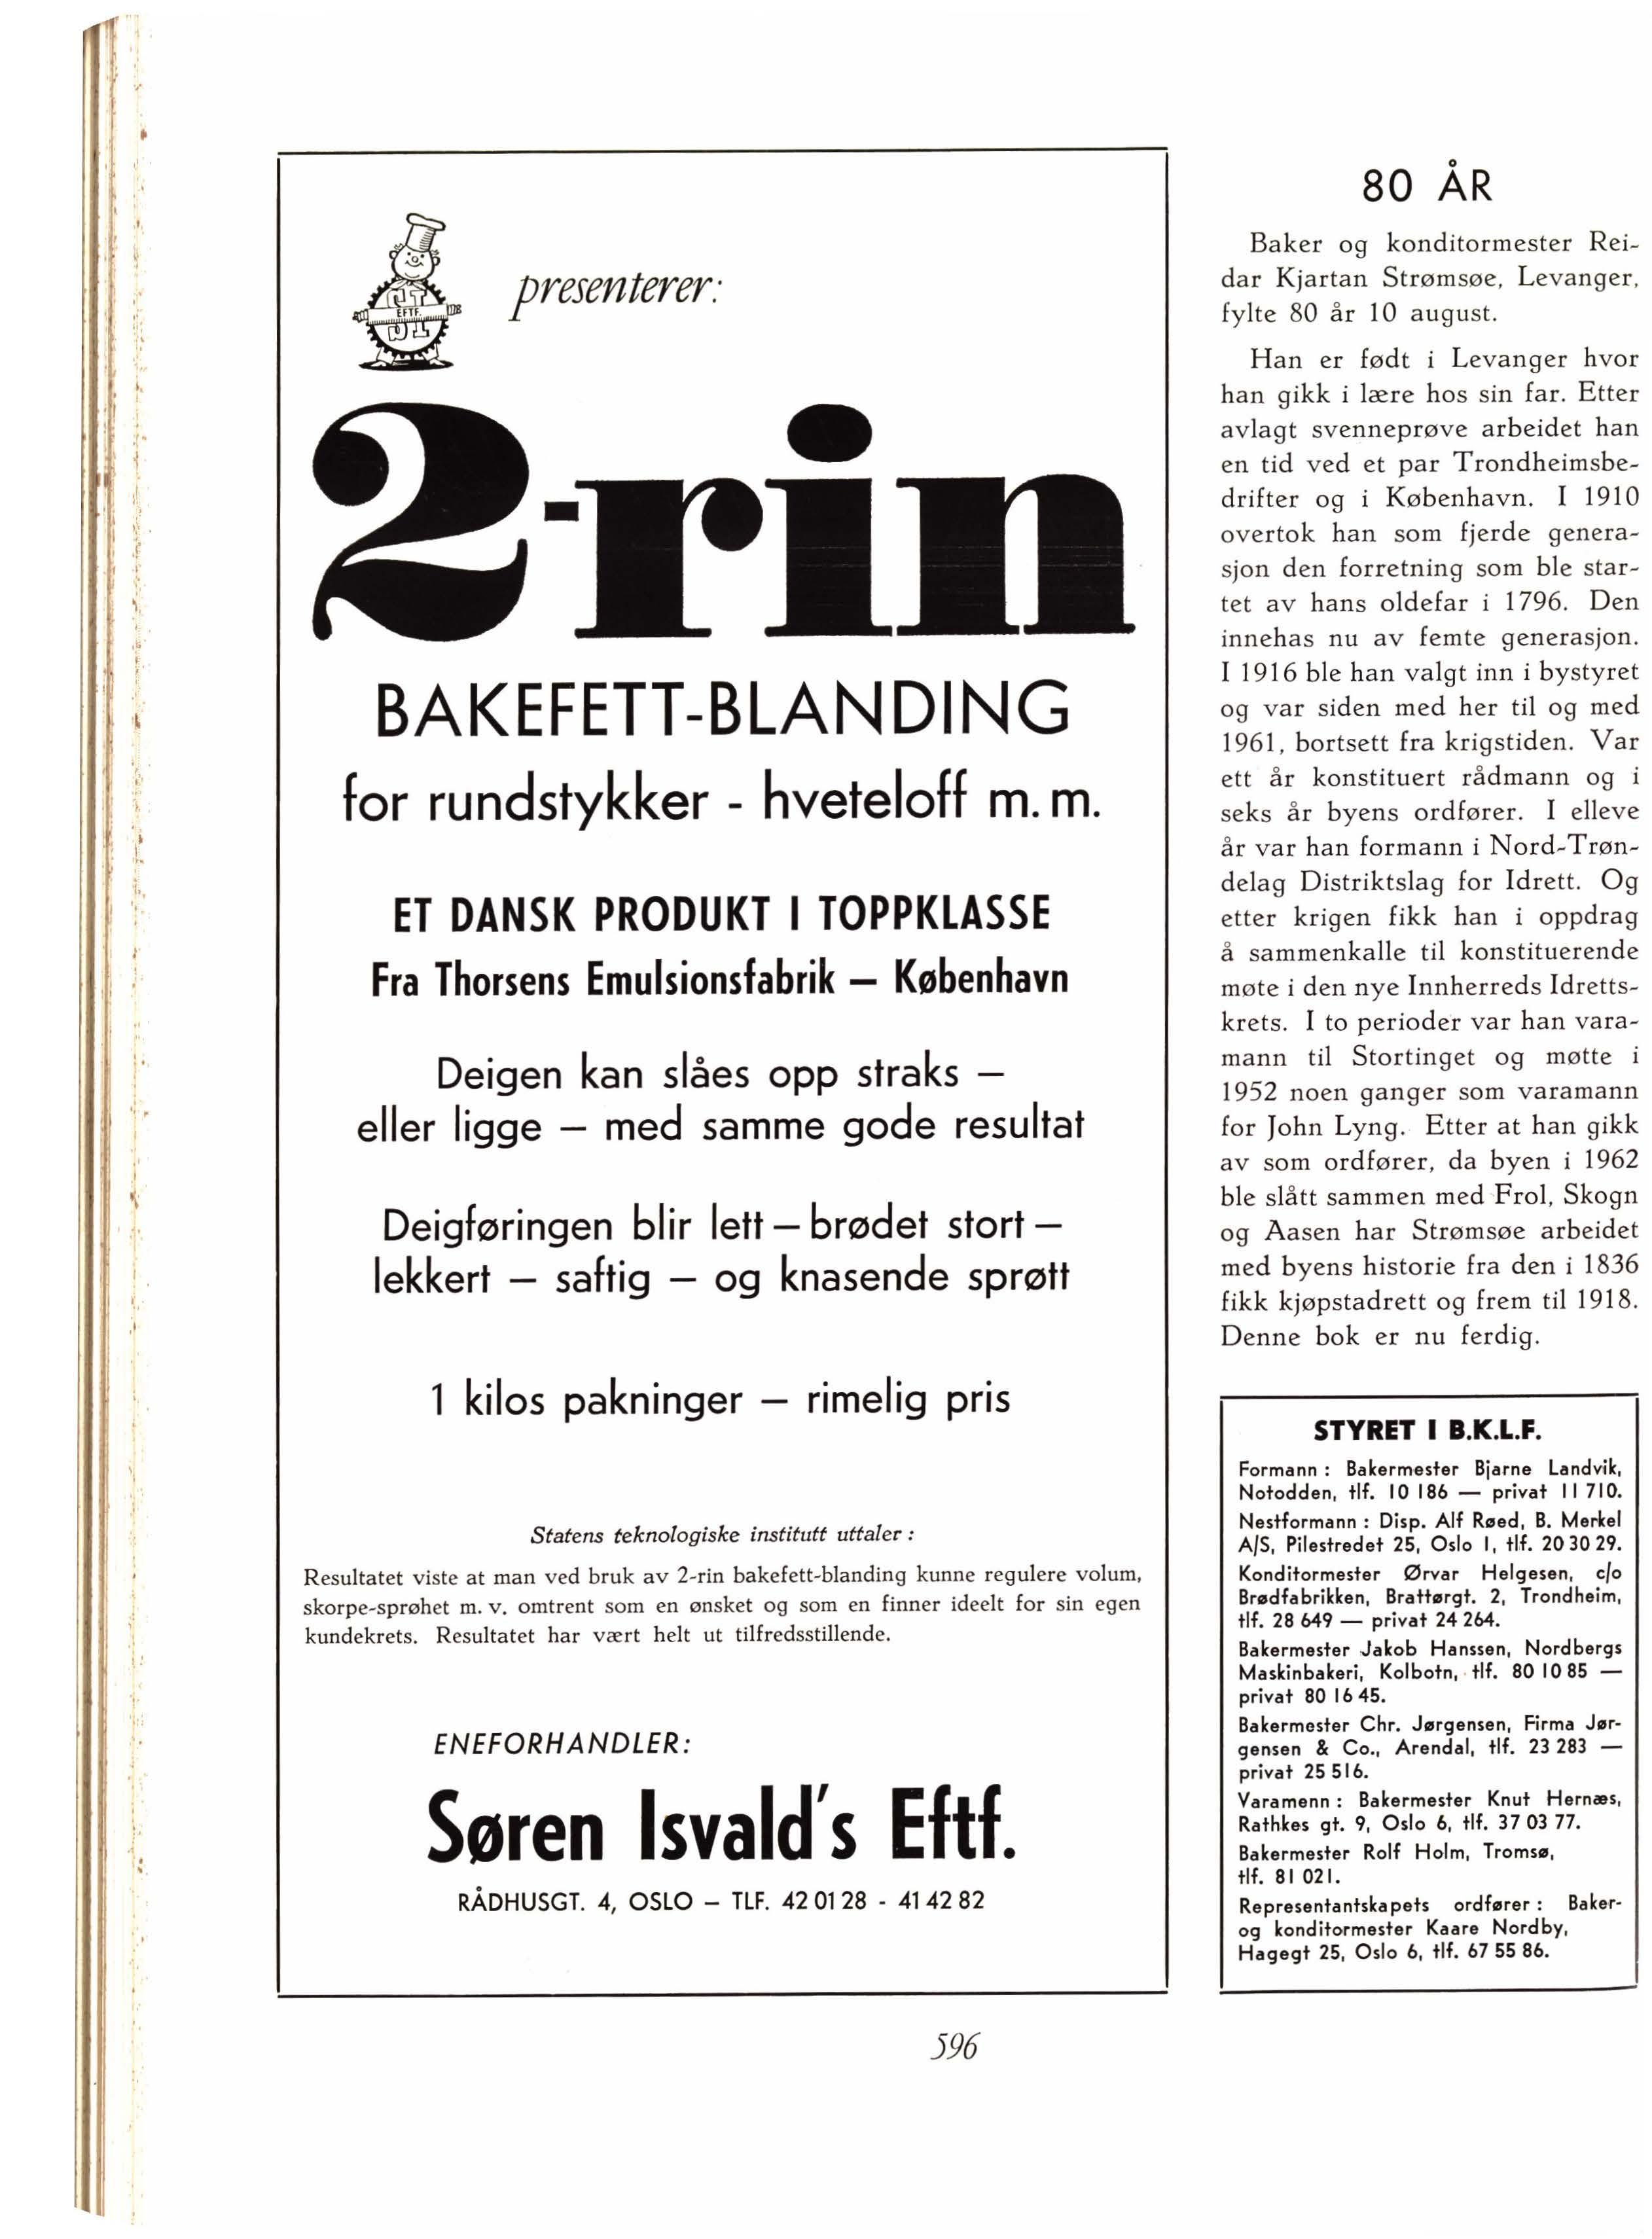 SI
EFTF.
presenterer:
2-rin
BAKEFETT-BLANDING
for rundstykker - hveteloff m.m.
ET DANSK PRODUKT I TOPPKLASSE
Fra Thorsens Emulsionsfabrik — København
Deigen kan slåes opp straks —
eller ligge — med samme gode resultat
Deigføringen blir lett — brødet stort —
lekkert — saftig — og knasende sprøtt
1 kilos pakninger — rimelig pris
Statens teknologiske institutt uttaler :
Resultatet viste at man ved bruk av 2-rin bakefett-blanding kunne regulere volum,
skorpe-sprøhet m. v. omtrent som en ønsket og som en finner ideelt for sin egen
kundekrets. Resultatet har vært helt ut tilfredsstillende.
ENEFORHANDLER:
Søren Isvald's Eftf.
RÅDHUSGT. 4, OSLO — TLF. 42 01 28 - 41 42 82
80 ÅR
Baker og konditormester Rei-
dar Kjartan Strømsøe, Levanger,
fylte 80 år 10 august.
Han er født i Levanger hvor
han gikk i lære hos sin far. Etter
avlagt svenneprøve arbeidet han
en tid ved et par Trondheimsbe-
drifter og i København. I 1910
overtok han som fjerde genera-
sjon den forretning som ble star-
tet av hans oldefar i 1796. Den
innehas nu av femte generasjon.
I 1916 ble han valgt inn i bystyret
og var siden med her til og med
1961, bortsett fra krigstiden. Var
ett år konstituert rådmann og i
seks år byens ordfører. I elleve
år var han formann i Nord-Trøn-
delag Distriktslag for Idrett. Og
etter krigen fikk han i oppdrag
å sammenkalle til konstituerende
møte i den nye Innherreds Idretts-
krets. I to perioder var han vara-
mann til Stortinget og møtte i
1952 noen ganger som varamann
for John Lyng. Etter at han gikk
av som ordfører, da byen i 1962
ble slått sammen med Frol, Skogn
og Aasen har Strømsøe arbeidet
med byens historie fra den i 1836
fikk kjøpstadrett og frem til 1918.
Denne bok er nu ferdig.
STYRET I B.K.L.F.
Formann : Bakermester Bjarne Landvik,
Notodden, tlf. 10 186 — privat 11 710.
Nestformann : Disp. Alf Røed, B. Merkel
A/S, Pilestredet 25, Oslo 1, tlf. 20 30 29.
Konditormester Ørvar Helgesen, c/o
Brødfabrikken, Brattørgt. 2, Trondheim,
tlf. 28 649 — privat 24 264.
Bakermester Jakob Hanssen, Nordbergs
Maskinbakeri, Kolbotn, tlf. 80 10 85 —
privat 80 16 45.
Bakermester Chr. Jørgensen, Firma Jør-
gensen & Co., Arendal, tlf. 23 283 —
privat 25 516.
Varamenn : Bakermester Knut Hernæs,
Rathkes gt. 9, Oslo 6, tlf. 37 03 77.
Bakermester Rolf Holm, Tromsø,
tlf. 81 021.
Representantskapets ordfører : Baker-
og konditormester Kaare Nordby,
Hagegt 25, Oslo 6, tlf. 67 55 86.
596